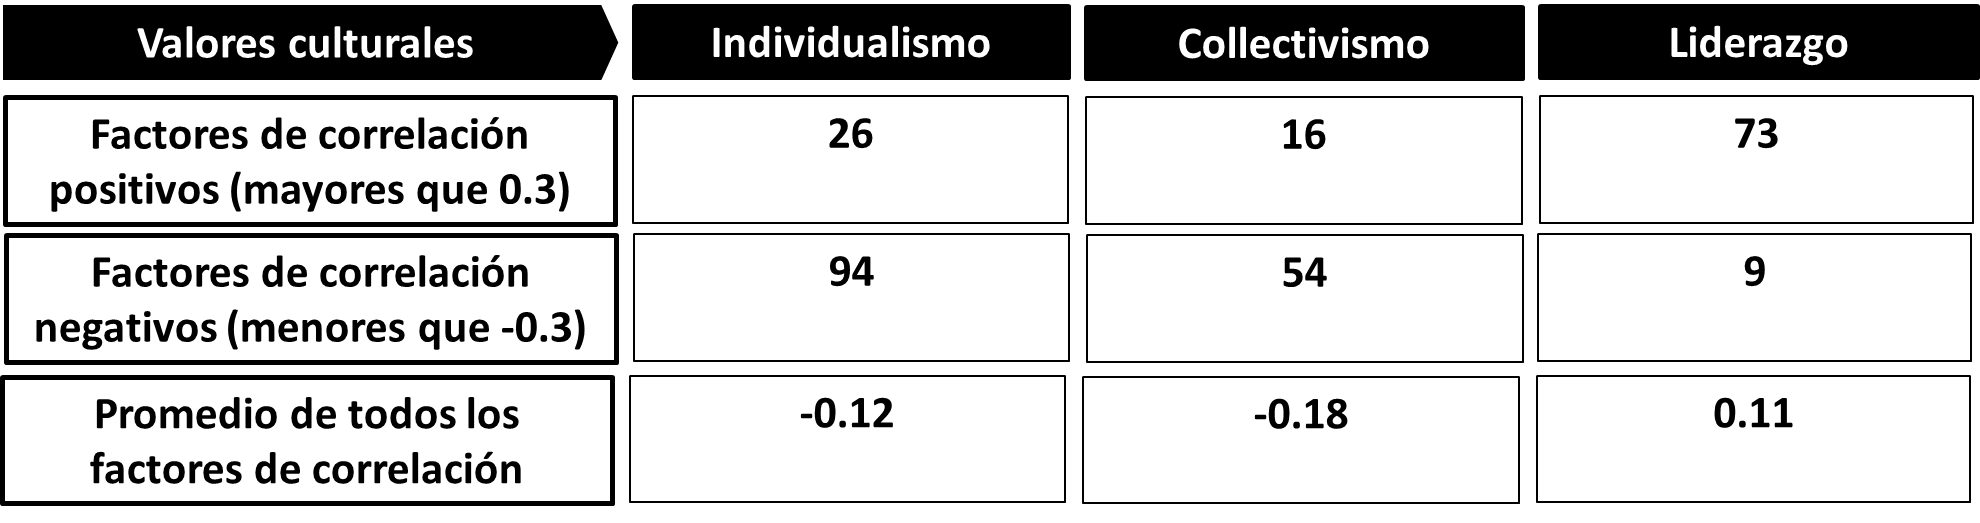 Valores culturales
Individualismo
Collectivismo
Liderazgo
Factores de correlación
positivos (mayores que 0.3)
26
16
73
Factores de correlación
negativos (menores que -0.3)
94
54
9
Promedio de todos los
factores de correlación
-0.12
-0.18
0.11